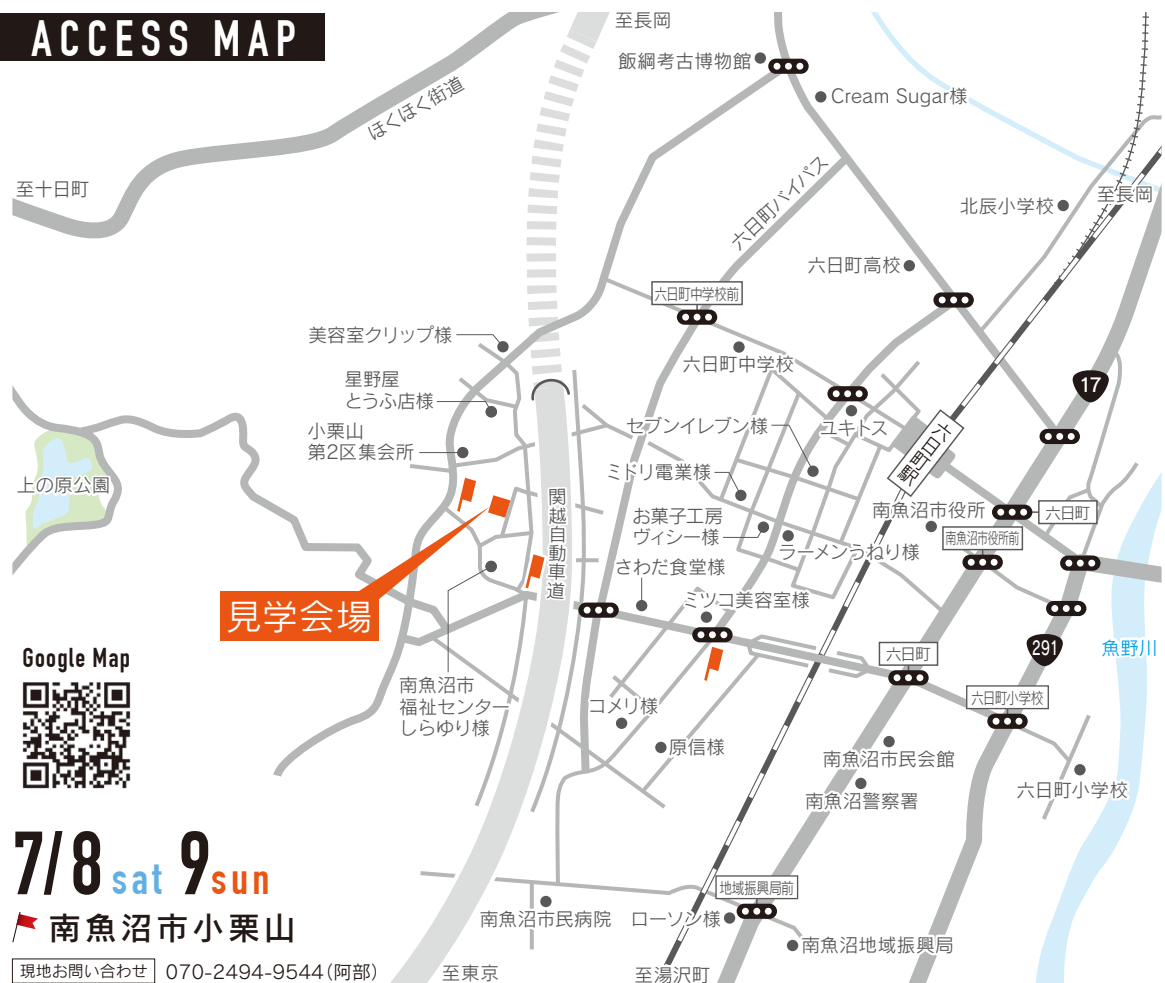 ACCESS MAP
至長岡
飯綱考古博物館
Cream Sugar様
ほくほく街道
至十日町
六日町バイパス
北辰小学校
至長岡
六日町高校
六日町中学校前
美容室クリップ様
六日町中学校
星野屋
とうふ店様
17
小栗山
第2区集会所
セブンイレブン様
ユキトス
六日町駅
ミドリ電業様
上の原公園
関越自動車道
お菓子工房
ヴィシー様
南魚沼市役所
六日町
南魚沼市役所前
ラーメンうねり様
さわだ食堂様
ミツコ美容室様
見学会場
291
魚野川
六日町
Google Map
南魚沼市
福祉センター
しらゆり様
コメリ様
六日町小学校
原信様
南魚沼市民会館
六日町小学校
南魚沼警察署
7/8 sat 9 sun
地域振興局前
南魚沼市民病院
ローソン様
南魚沼市小栗山
南魚沼地域振興局
現地お問い合わせ 070-2494-9544(阿部)
至東京
至湯沢町